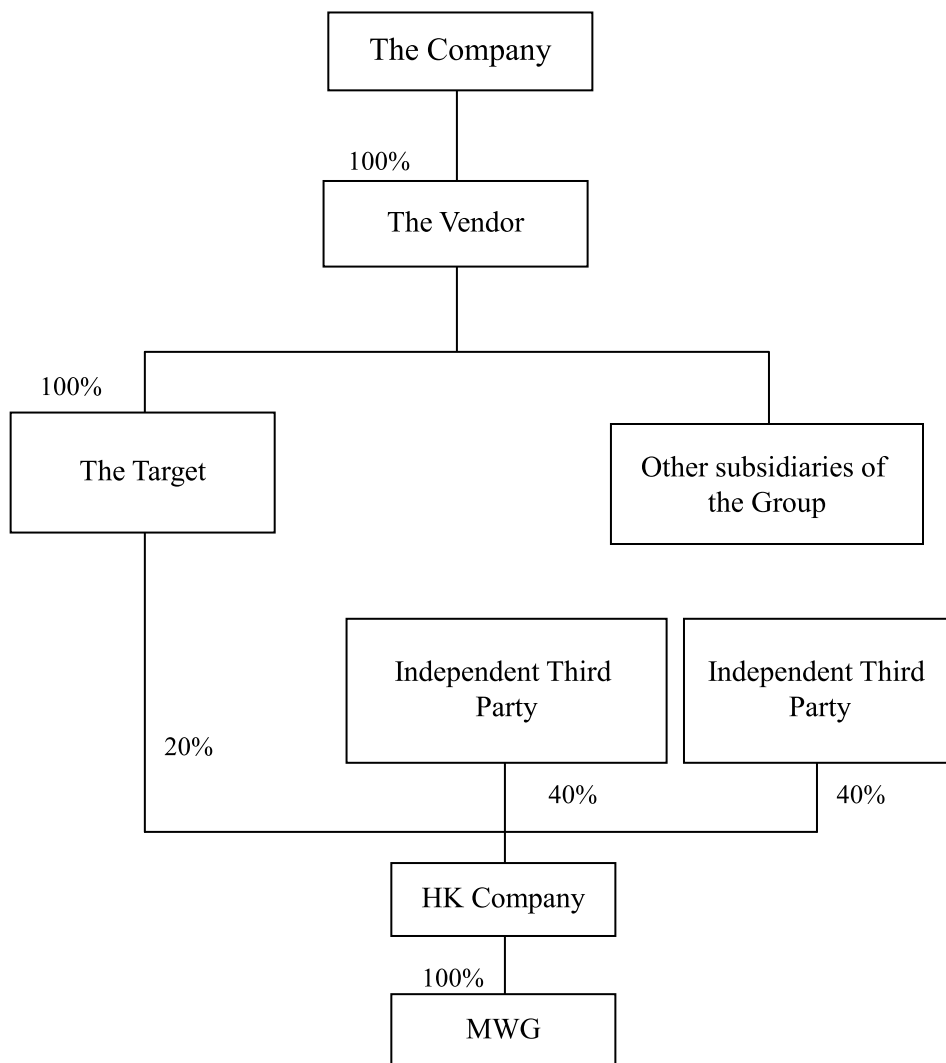 The Company
100%
The Vendor
100%
The Target
Other subsidiaries of
the Group
Independent Third
Party
Independent Third
Party
20%
40%
40%
HK Company
100%
MWG